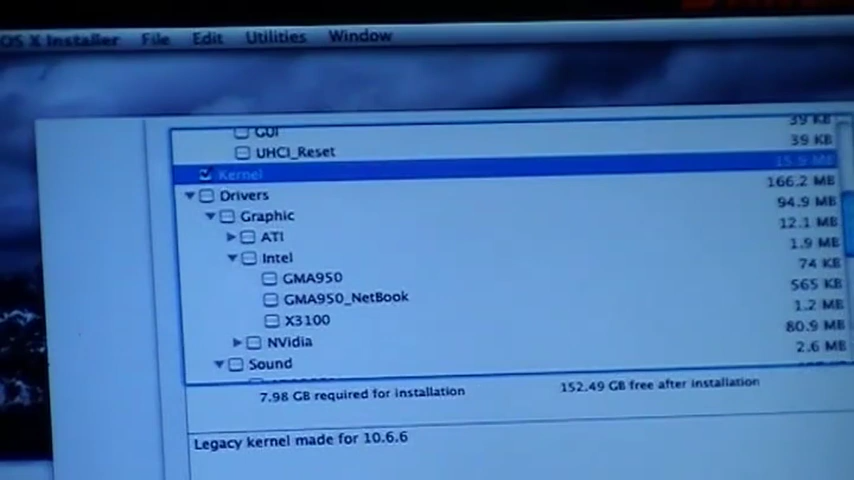 OS X Installer File Edit Utilities Window
GUI 39 KB
UHCI_Reset 39 KB
Kernel 15.9 MB
Drivers 166.2 MB
Graphic 94.9 MB
ATI 12.1 MB
Intel 1.9 MB
GMA950 74 KB
GMA950_NetBook 565 KB
X3100 1.2 MB
NVidia 80.9 MB
Sound 2.6 MB
7.98 GB required for installation 152.49 GB free after installation
Legacy kernel made for 10.6.6